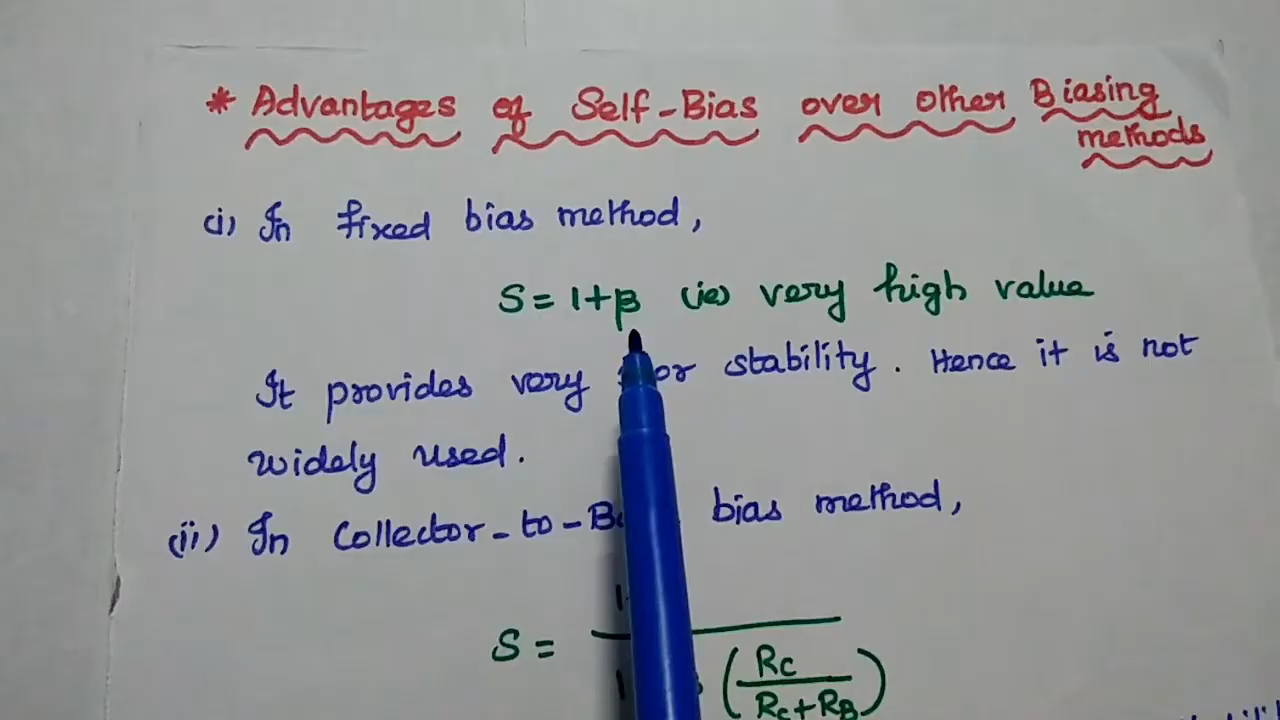 * Advantages of Self-Bias over other Biasing
methods
(i) In fixed bias method,
S = 1+β (ie) very high value
It provides very stability. Hence it is not
widely used.
(ii) In Collector-to- bias method,
S = (RC / RC+RB)